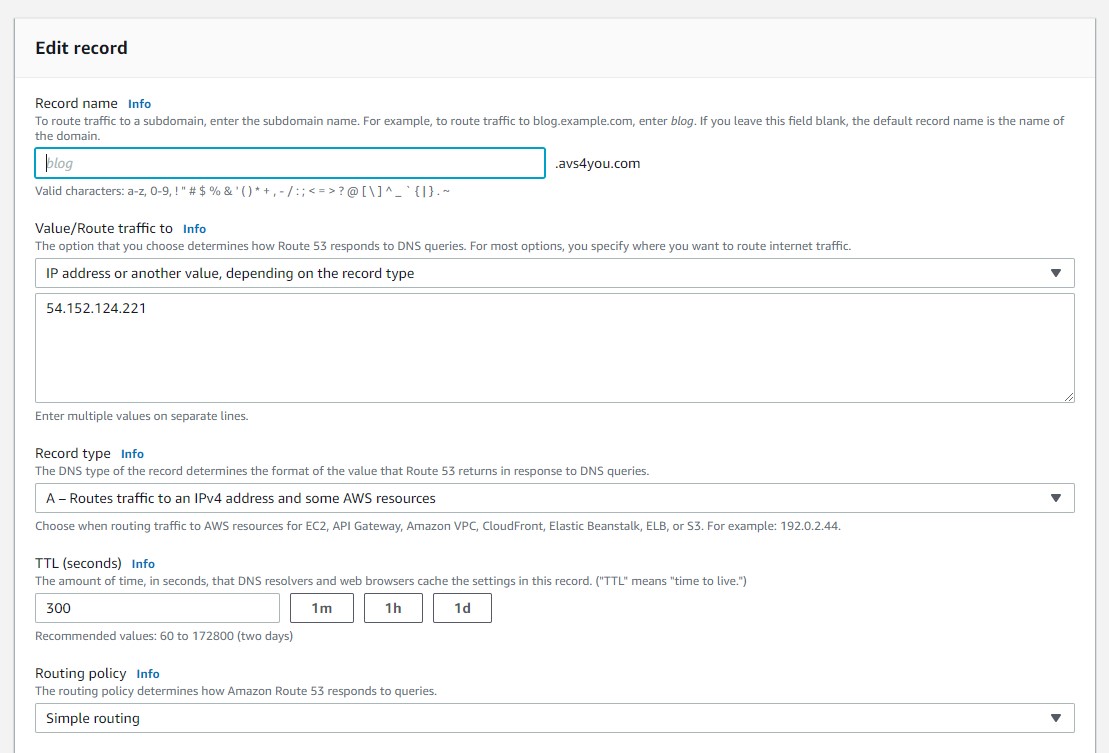 Edit record
Record name Info
To route traffic to a subdomain, enter the subdomain name. For example, to route traffic to blog.example.com, enter blog. If you leave this field blank, the default record name is the name of
the domain.
blog .avs4you.com
Valid characters: a-z, 0-9, ! " # $ % & ' ( ) * + , - / : ; < = > ? @ [ \ ] ^ _ ` { | } . ~
Value/Route traffic to Info
The option that you choose determines how Route 53 responds to DNS queries. For most options, you specify where you want to route internet traffic.
IP address or another value, depending on the record type
54.152.124.221
Enter multiple values on separate lines.
Record type Info
The DNS type of the record determines the format of the value that Route 53 returns in response to DNS queries.
A – Routes traffic to an IPv4 address and some AWS resources
Choose when routing traffic to AWS resources for EC2, API Gateway, Amazon VPC, CloudFront, Elastic Beanstalk, ELB, or S3. For example: 192.0.2.44.
TTL (seconds) Info
The amount of time, in seconds, that DNS resolvers and web browsers cache the settings in this record. ("TTL" means "time to live.")
300 1m 1h 1d
Recommended values: 60 to 172800 (two days)
Routing policy Info
The routing policy determines how Amazon Route 53 responds to queries.
Simple routing